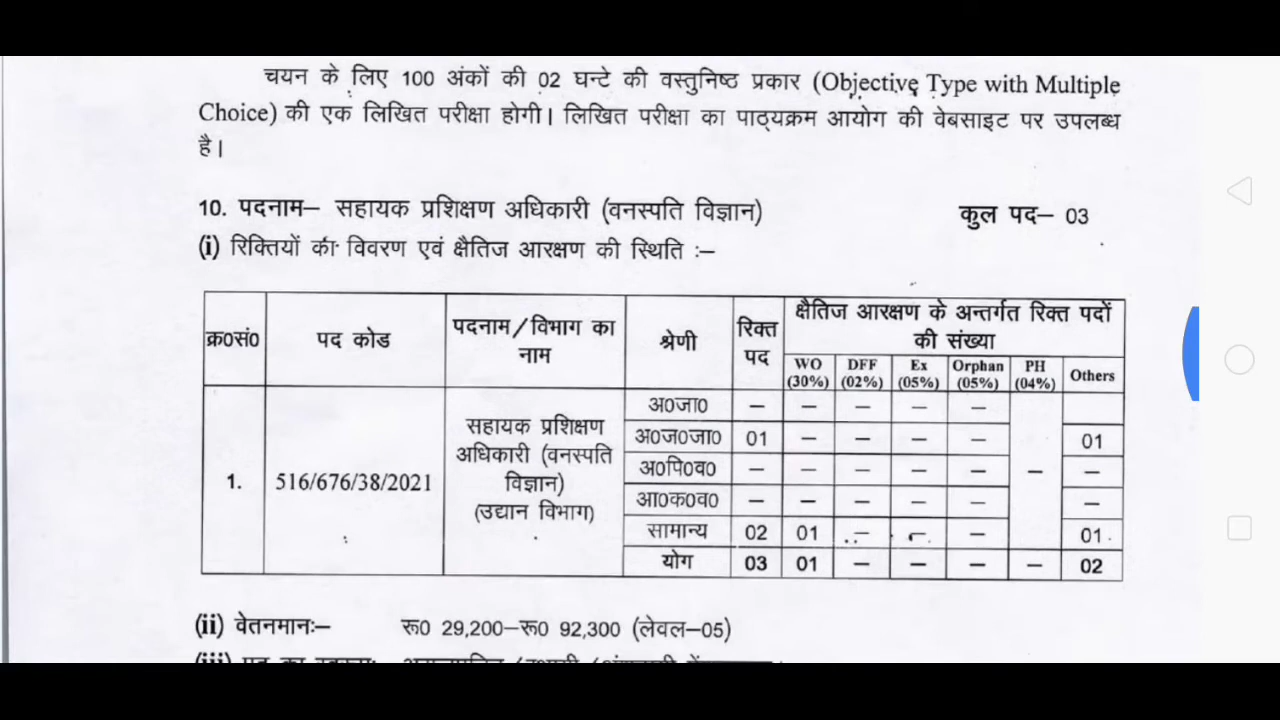 चयन के लिए 100 अंकों की 02 घन्टे की वस्तुनिष्ठ प्रकार (Objective Type with Multiple
Choice) की एक लिखित परीक्षा होगी। लिखित परीक्षा का पाठ्यक्रम आयोग की वेबसाइट पर उपलब्ध
है।
10. पदनाम– सहायक प्रशिक्षण अधिकारी (वनस्पति विज्ञान) कुल पद– 03
(i) रिक्तियों का विवरण एवं क्षैतिज आरक्षण की स्थिति :–
क्र0सं0 पद कोड पदनाम/विभाग का नाम श्रेणी रिक्त पद क्षैतिज आरक्षण के अन्तर्गत रिक्त पदों की संख्या
WO (30%) DFF (02%) Ex (05%) Orphan (05%) PH (04%) Others
1. 516/676/38/2021 सहायक प्रशिक्षण अधिकारी (वनस्पति विज्ञान) (उद्यान विभाग)
अ0जा0 – – – – –
अ0ज0जा0 01 – – – – 01
अ0पि0व0 – – – – – – –
आ0क0व0 – – – – – –
सामान्य 02 01 – – – 01
योग 03 01 – – – – 02
(ii) वेतनमानः– रू0 29,200–रू0 92,300 (लेवल–05)